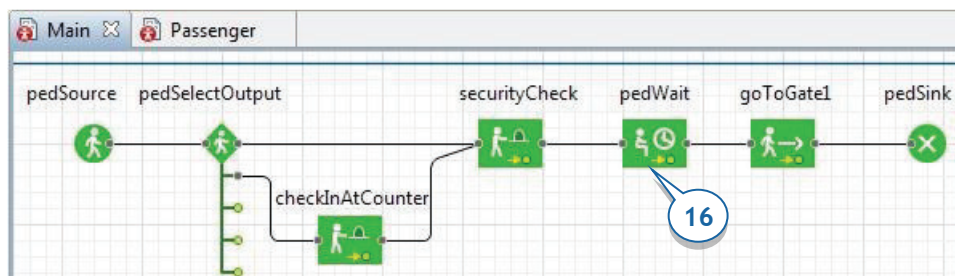 Main Passenger
pedSource pedSelectOutput securityCheck pedWait goToGate1 pedSink
checkInAtCounter
16